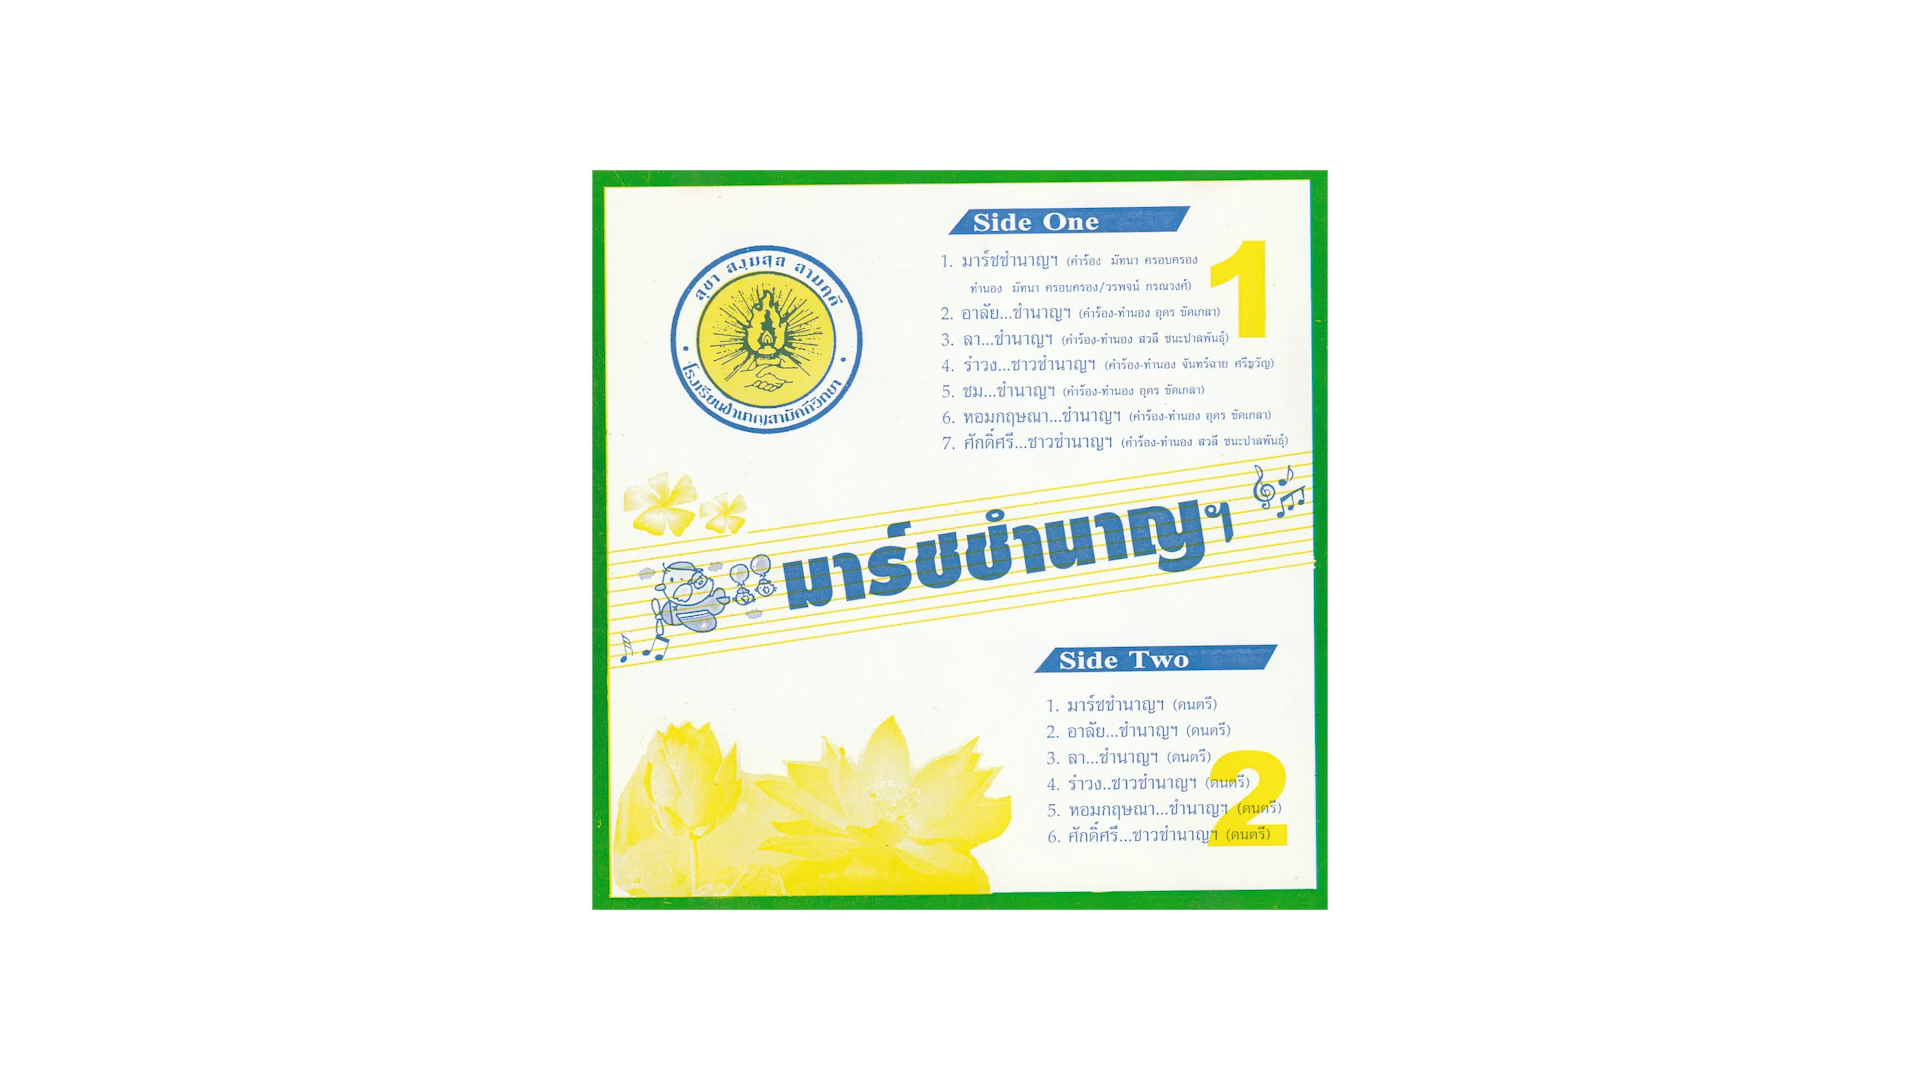 สุขา สงฺฆสฺส สามคฺคี
โรงเรียนชำนาญสามัคคีวิทยา
Side One
1
1. มาร์ชชำนาญฯ (คำร้อง มัทนา ครอบครอง
ทำนอง มัทนา ครอบครอง/วรพจน์ กรณวงศ์)
2. อาลัย...ชำนาญฯ (คำร้อง-ทำนอง อุดร ขัดเกลา)
3. ลา...ชำนาญฯ (คำร้อง-ทำนอง สวลี ชนะปาลพันธุ์)
4. รำวง...ชาวชำนาญฯ (คำร้อง-ทำนอง จันทร์ฉาย ศรีขวัญ)
5. ชม...ชำนาญฯ (คำร้อง-ทำนอง อุดร ขัดเกลา)
6. หอมกฤษณา...ชำนาญฯ (คำร้อง-ทำนอง อุดร ขัดเกลา)
7. ศักดิ์ศรี...ชาวชำนาญฯ (คำร้อง-ทำนอง สวลี ชนะปาลพันธุ์)
มาร์ชชำนาญฯ
Side Two
1. มาร์ชชำนาญฯ (ดนตรี)
2. อาลัย...ชำนาญฯ (ดนตรี)
3. ลา...ชำนาญฯ (ดนตรี)
4. รำวง..ชาวชำนาญฯ (ดนตรี)
5. หอมกฤษณา...ชำนาญฯ (ดนตรี)
6. ศักดิ์ศรี...ชาวชำนาญฯ (ดนตรี)
2